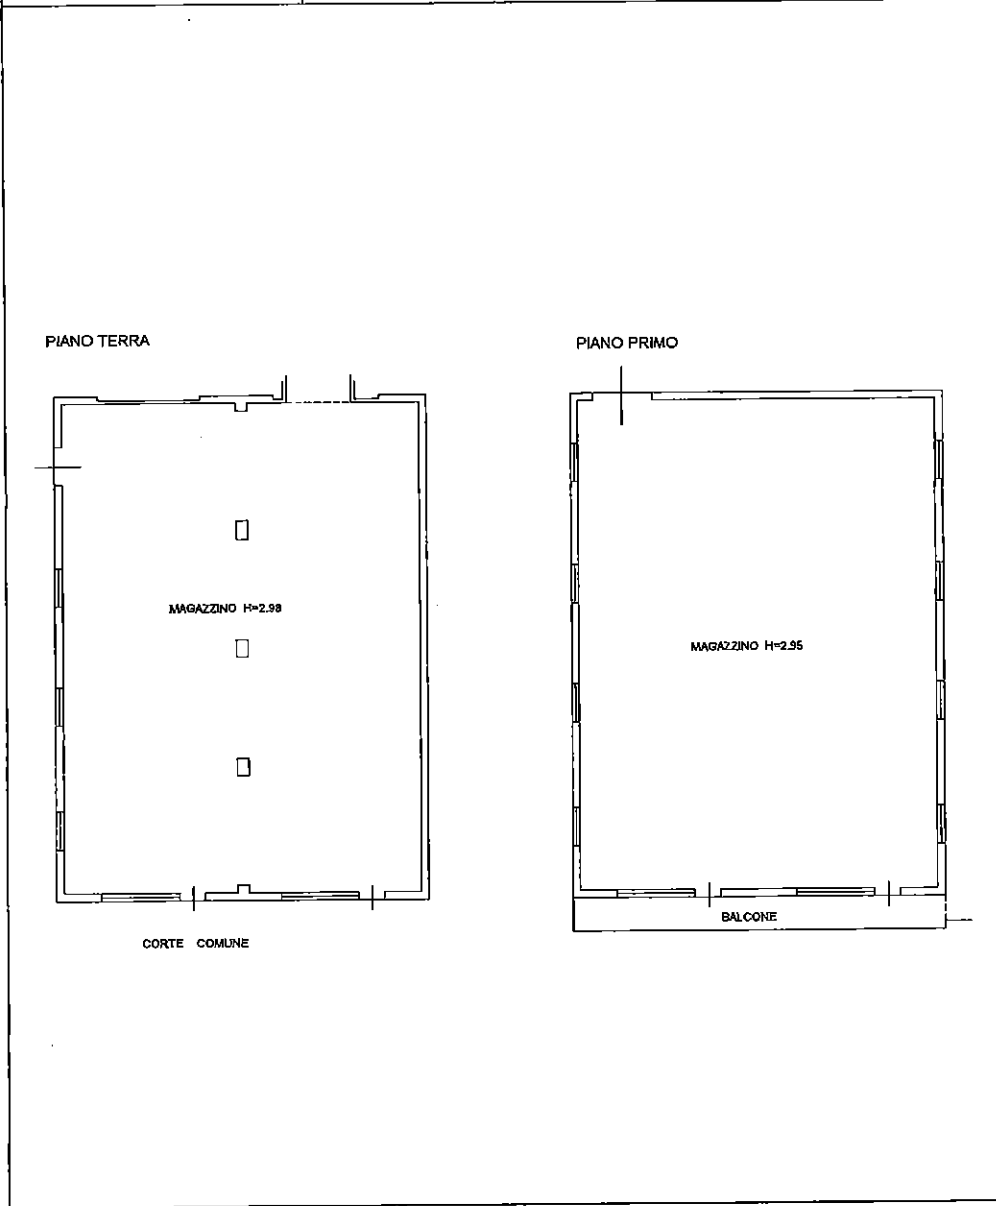 PIANO TERRA
MAGAZZINO H=2.98
CORTE COMUNE
PIANO PRIMO
MAGAZZINO H=2.95
BALCONE